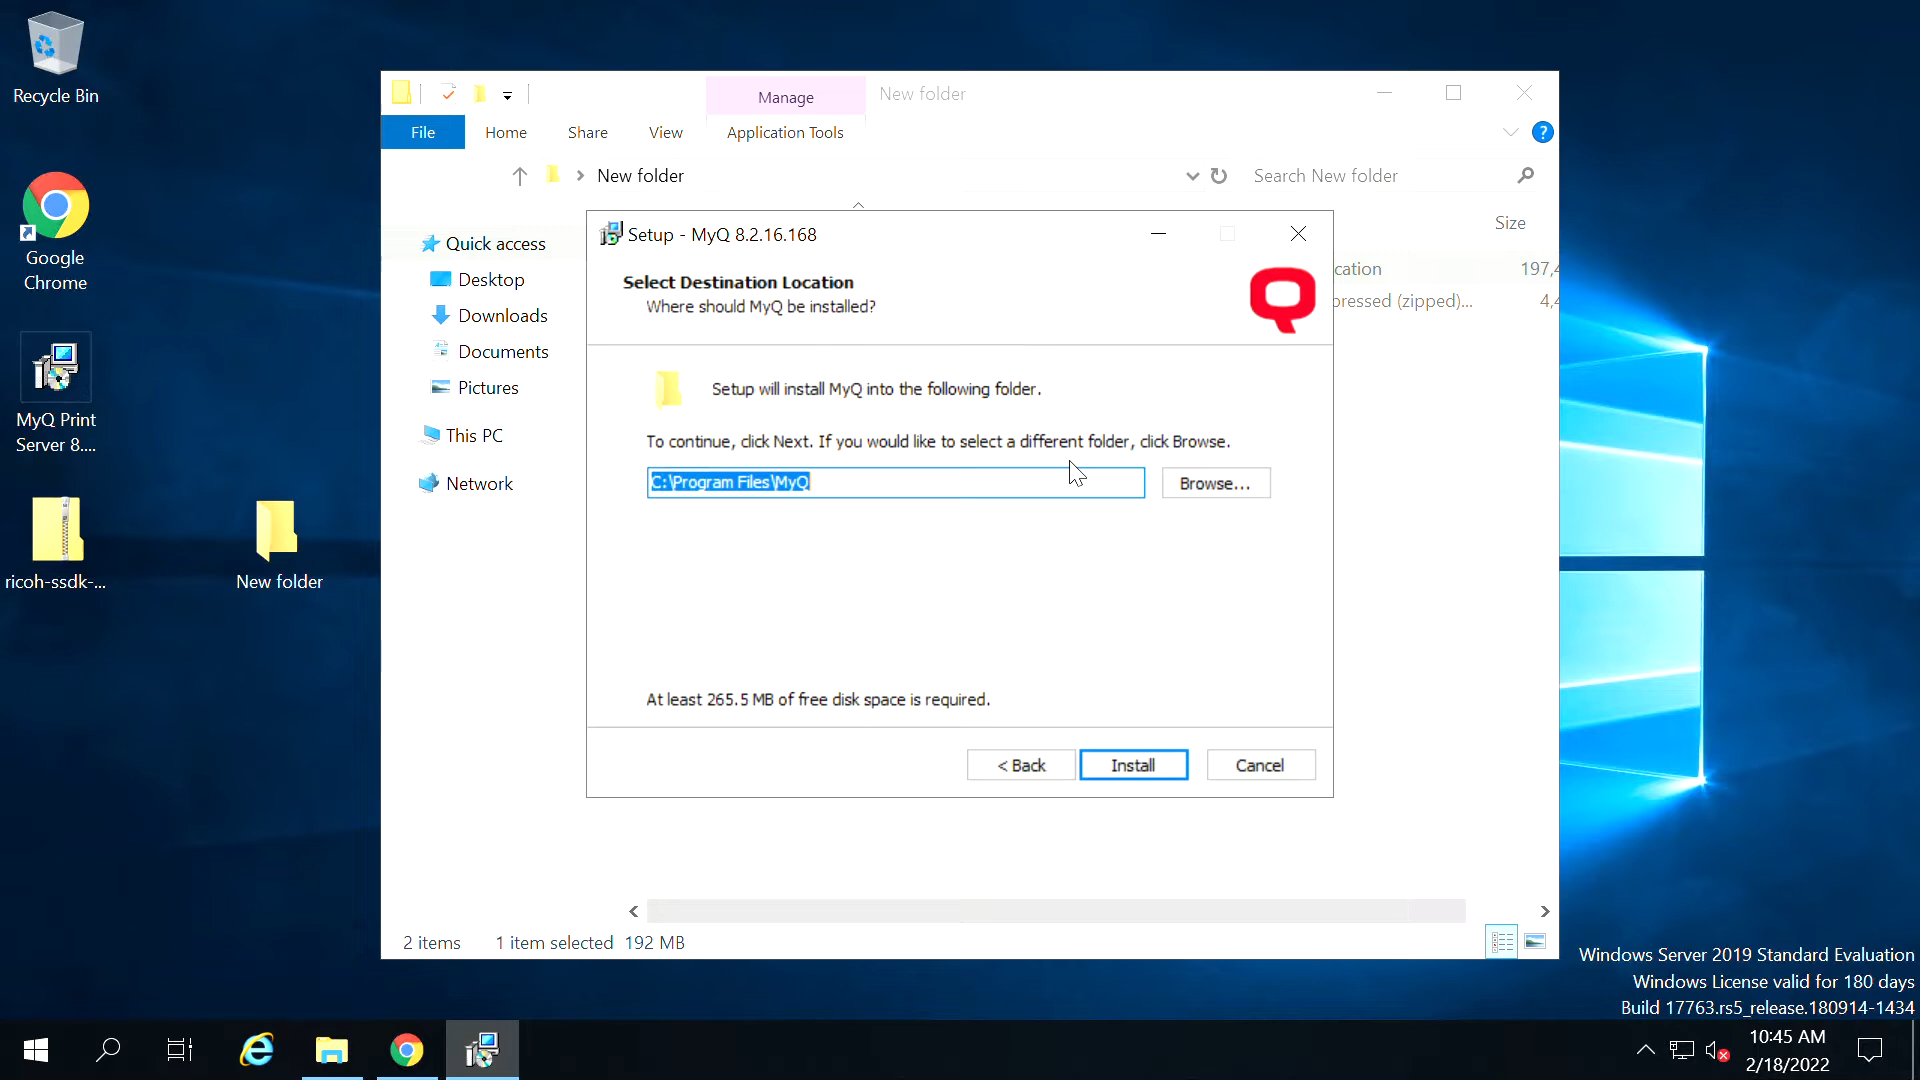 Recycle Bin
Google
Chrome
MyQ Print
Server 8....
ricoh-ssdk-...
New folder
Manage
New folder
File
Home
Share
View
Application Tools
New folder
Search New folder
Size
Quick access
Desktop
Downloads
Documents
Pictures
This PC
Network
cation
197,4
pressed (zipped)...
4,4
Setup - MyQ 8.2.16.168
Select Destination Location
Where should MyQ be installed?
Setup will install MyQ into the following folder.
To continue, click Next. If you would like to select a different folder, click Browse.
C:\Program Files\MyQ
Browse...
At least 265.5 MB of free disk space is required.
< Back
Install
Cancel
2 items
1 item selected 192 MB
Windows Server 2019 Standard Evaluation
Windows License valid for 180 days
Build 17763.rs5_release.180914-1434
10:45 AM
2/18/2022